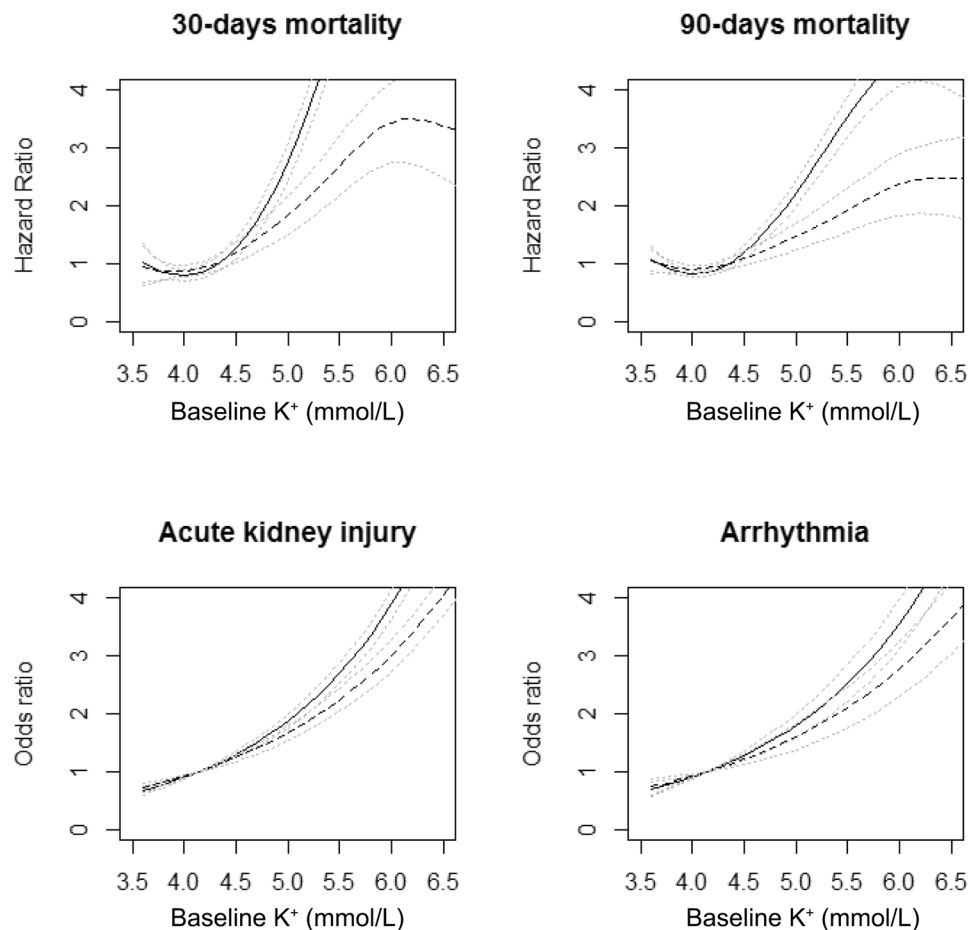 30-days mortality
90-days mortality
Hazard Ratio
0 1 2 3 4
3.5 4.0 4.5 5.0 5.5 6.0 6.5
Baseline K⁺ (mmol/L)
Hazard Ratio
0 1 2 3 4
3.5 4.0 4.5 5.0 5.5 6.0 6.5
Baseline K⁺ (mmol/L)
Acute kidney injury
Arrhythmia
Odds ratio
0 1 2 3 4
3.5 4.0 4.5 5.0 5.5 6.0 6.5
Baseline K⁺ (mmol/L)
Odds ratio
0 1 2 3 4
3.5 4.0 4.5 5.0 5.5 6.0 6.5
Baseline K⁺ (mmol/L)